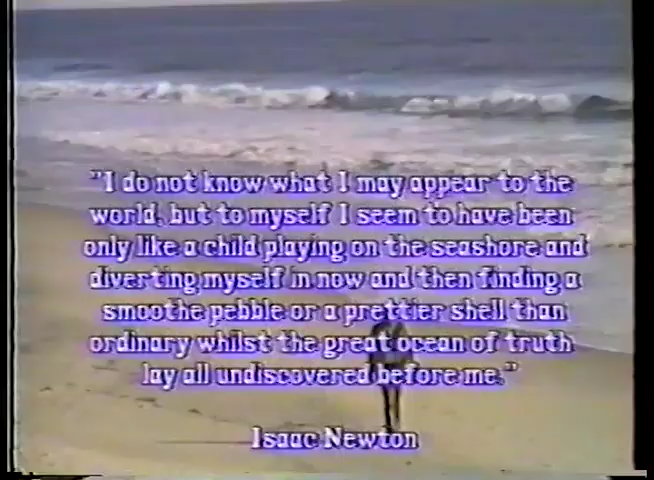 "I do not know what I may appear to the
world, but to myself I seem to have been
only like a child playing on the seashore and
diverting myself in now and then finding a
smoothe pebble or a prettier shell than
ordinary whilst the great ocean of truth
lay all undiscovered before me."
Isaac Newton